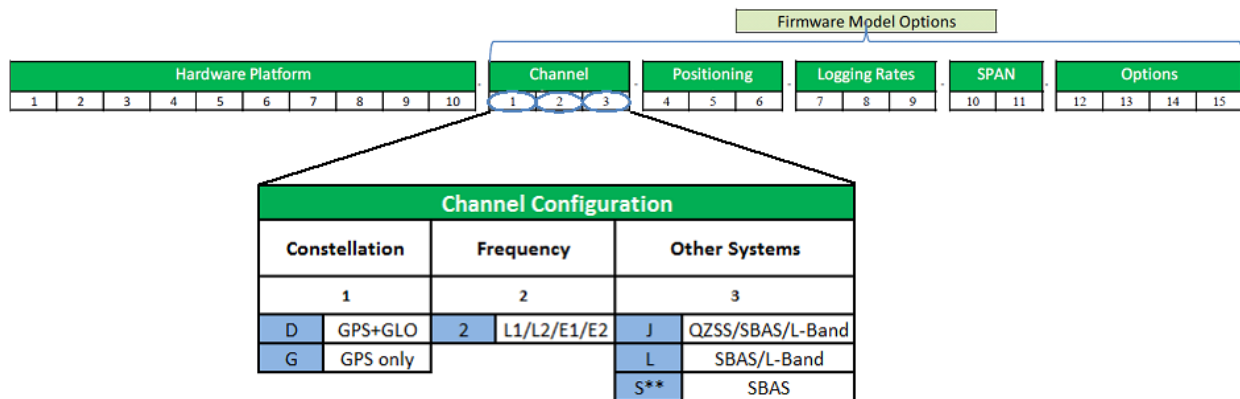 Firmware Model Options
Hardware Platform - Channel - Positioning - Logging Rates - SPAN - Options
1 2 3 4 5 6 7 8 9 10 1 2 3 4 5 6 7 8 9 10 11 12 13 14 15
Channel Configuration
Constellation Frequency Other Systems
1 2 3
D GPS+GLO 2 L1/L2/E1/E2 J QZSS/SBAS/L-Band
G GPS only L SBAS/L-Band
S** SBAS